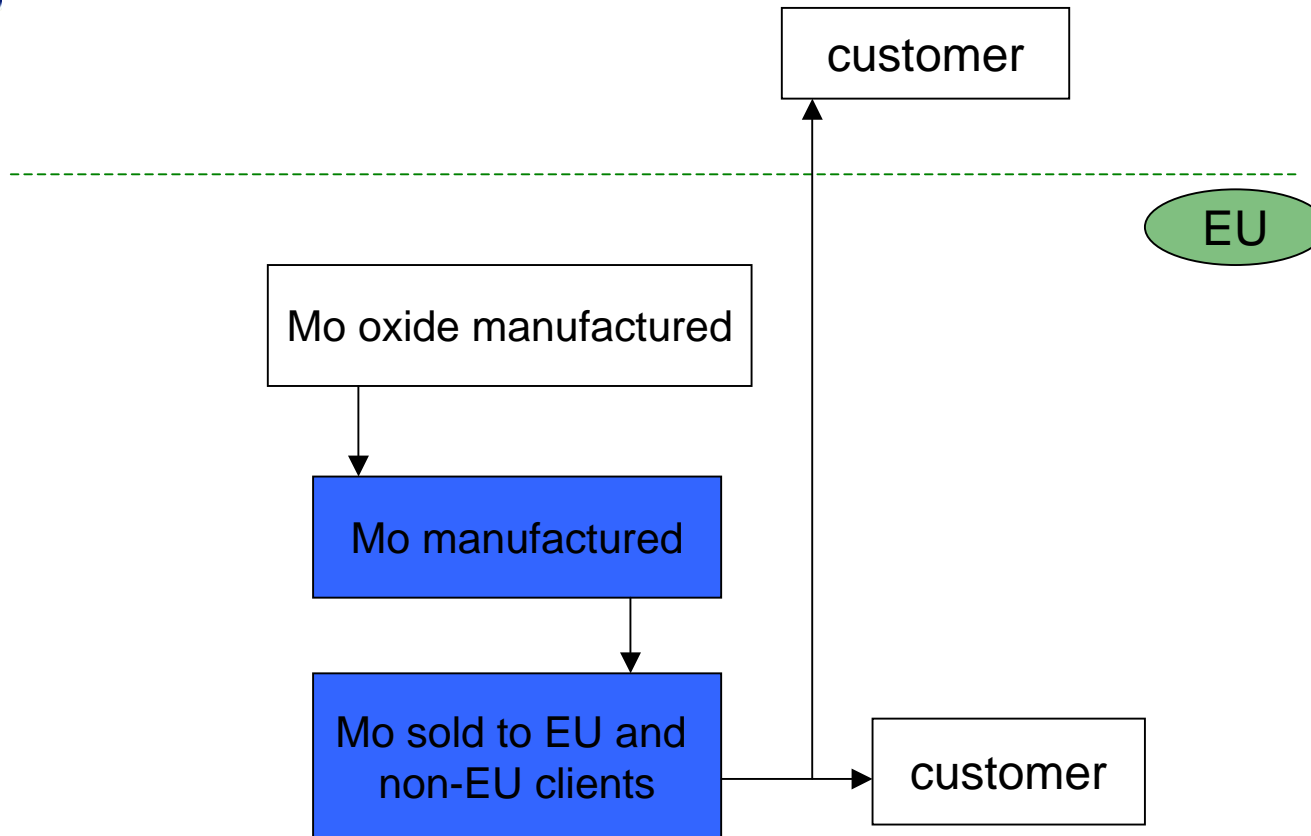 customer
EU
Mo oxide manufactured
Mo manufactured
Mo sold to EU and
non-EU clients
customer